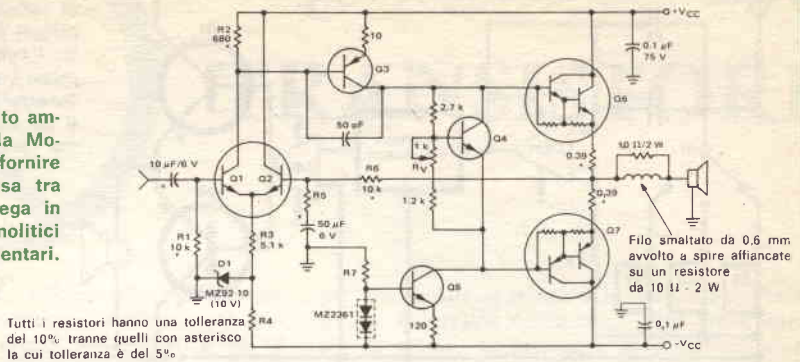 to am-
la Mo-
fornire
sa tra
ega in
nolitici
entari.
R2
680
*
10
Q3
50 pF
2.7 k
1 k
RV
1.2 k
Q4
+VCC
0.1 µF
75 V
Q6
0.39
*
10 Ω/2 W
10 µF/6 V
Q1
Q2
R6
10 k
*
R5
*
50 µF
6 V
R1
10 k
*
R3
5.1 k
D1
MZ92-10
(10 V)
R4
R7
MZ2361
Q5
120
0,39
*
Q7
0,1 µF
-VCC
Filo smaltato da 0,6 mm
avvolto a spire affiancate
su un resistore
da 10 Ω - 2 W
Tutti i resistori hanno una tolleranza
del 10% tranne quelli con asterisco
la cui tolleranza è del 5%